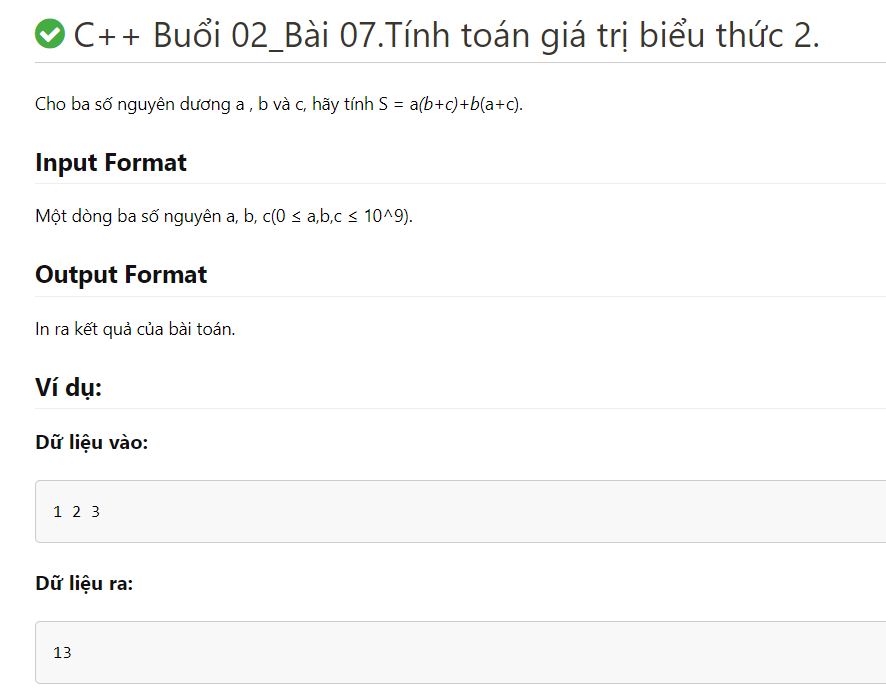 C++ Buổi 02_Bài 07.Tính toán giá trị biểu thức 2.
Cho ba số nguyên dương a , b và c, hãy tính S = a(b+c)+b(a+c).
Input Format
Một dòng ba số nguyên a, b, c(0 ≤ a,b,c ≤ 10^9).
Output Format
In ra kết quả của bài toán.
Ví dụ:
Dữ liệu vào:
1 2 3
Dữ liệu ra:
13